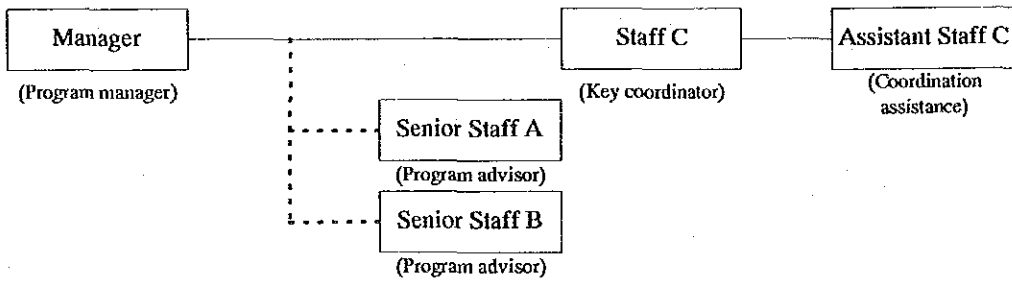 Manager
(Program manager)
Staff C
(Key coordinator)
Assistant Staff C
(Coordination
assistance)
Senior Staff A
(Program advisor)
Senior Staff B
(Program advisor)